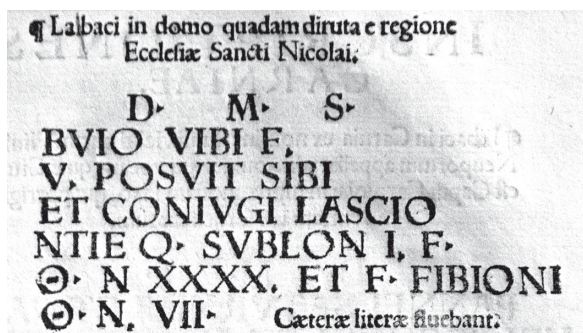 ¶ Labaci in domo quadam diruta e regione
Ecclesiæ Sancti Nicolai.
D· M· S·
BVIO VIBI F.
V. POSVIT SIBI
ET CONIVGI LASCIO
NTIE Q· SVBLON I. F·
Θ· N XXXX. ET F· FIBIONI
Θ· N. VII· Cæteræ literæ fluebant.